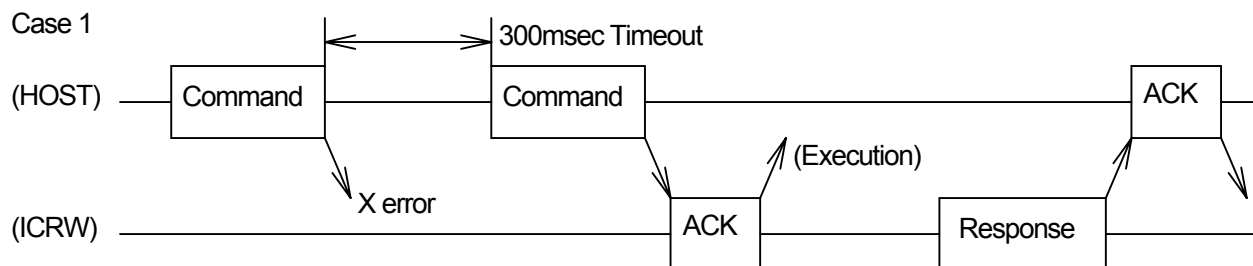 Case 1
300msec Timeout
(HOST) Command Command ACK
(Execution)
X error
(ICRW) ACK Response